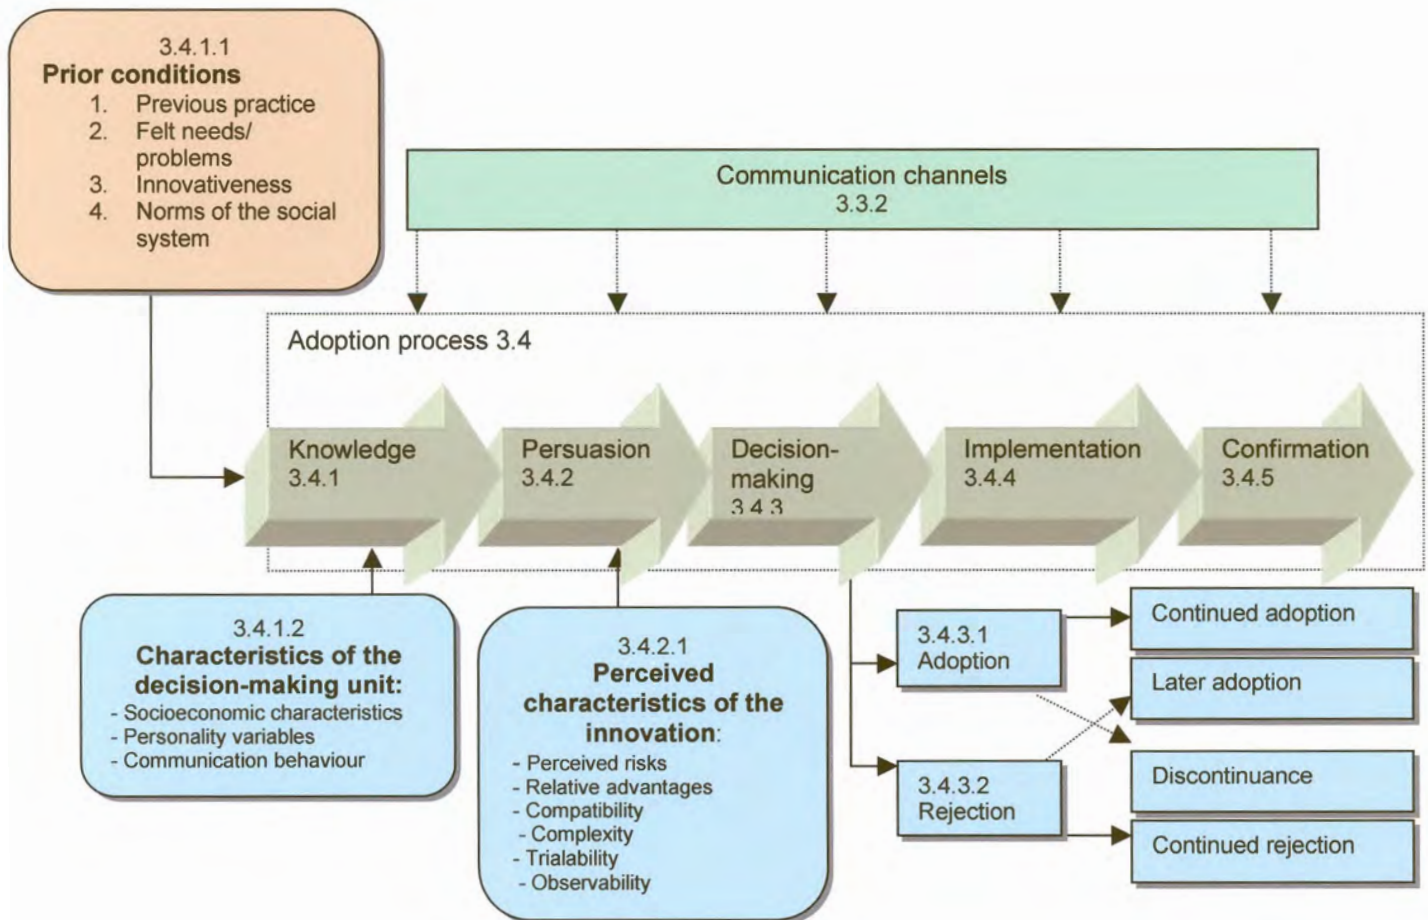 3.4.1.1
Prior conditions
1. Previous practice
2. Felt needs/
problems
3. Innovativeness
4. Norms of the social
system
Communication channels
3.3.2
Adoption process 3.4
Knowledge
3.4.1
Persuasion
3.4.2
Decision-
making
3.4.3
Implementation
3.4.4
Confirmation
3.4.5
3.4.1.2
Characteristics of the
decision-making unit:
- Socioeconomic characteristics
- Personality variables
- Communication behaviour
3.4.2.1
Perceived
characteristics of the
innovation:
- Perceived risks
- Relative advantages
- Compatibility
- Complexity
- Trialability
- Observability
3.4.3.1
Adoption
3.4.3.2
Rejection
Continued adoption
Later adoption
Discontinuance
Continued rejection